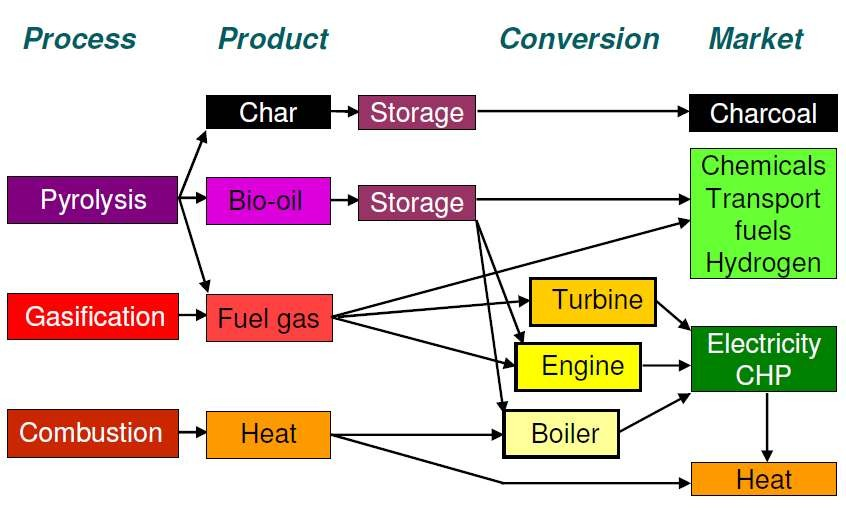 Process
Product
Conversion
Market
Char
Storage
Charcoal
Pyrolysis
Bio-oil
Storage
Chemicals
Transport
fuels
Hydrogen
Gasification
Fuel gas
Turbine
Engine
Electricity
CHP
Combustion
Heat
Boiler
Heat